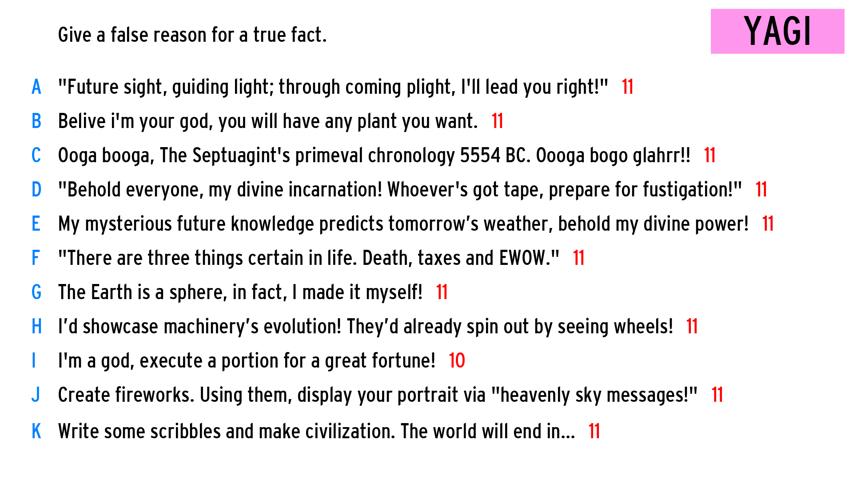 Give a false reason for a true fact.
YAGI
A "Future sight, guiding light; through coming plight, I'll lead you right!" 11
B Belive i'm your god, you will have any plant you want. 11
C Ooga booga, The Septuagint's primeval chronology 5554 BC. Oooga bogo glahrr!! 11
D "Behold everyone, my divine incarnation! Whoever's got tape, prepare for fustigation!" 11
E My mysterious future knowledge predicts tomorrow’s weather, behold my divine power! 11
F "There are three things certain in life. Death, taxes and EWOW." 11
G The Earth is a sphere, in fact, I made it myself! 11
H I’d showcase machinery’s evolution! They’d already spin out by seeing wheels! 11
I I'm a god, execute a portion for a great fortune! 10
J Create fireworks. Using them, display your portrait via "heavenly sky messages!" 11
K Write some scribbles and make civilization. The world will end in... 11